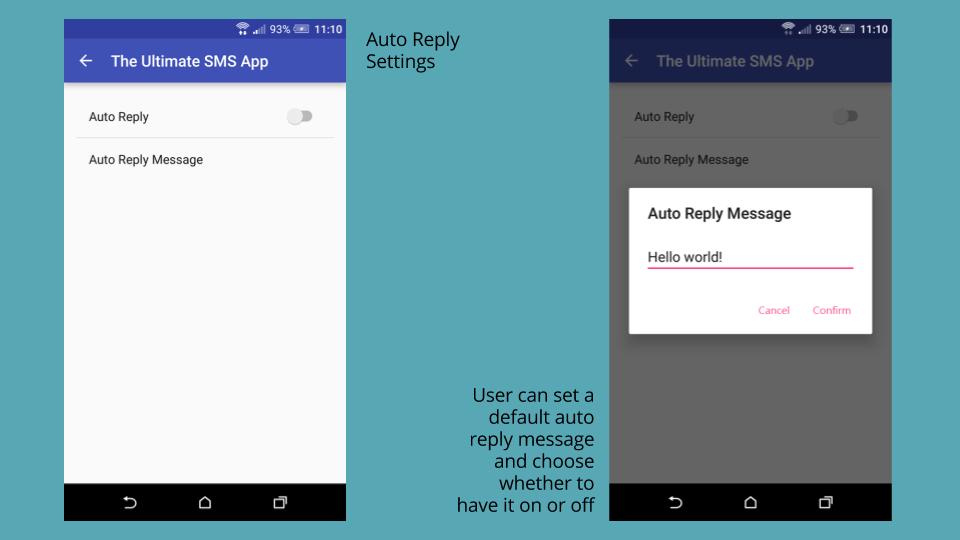 93% 11:10
The Ultimate SMS App
Auto Reply
Auto Reply Message
Auto Reply
Settings
User can set a
default auto
reply message
and choose
whether to
have it on or off
93% 11:10
The Ultimate SMS App
Auto Reply
Auto Reply Message
Auto Reply Message
Hello world!
Cancel Confirm